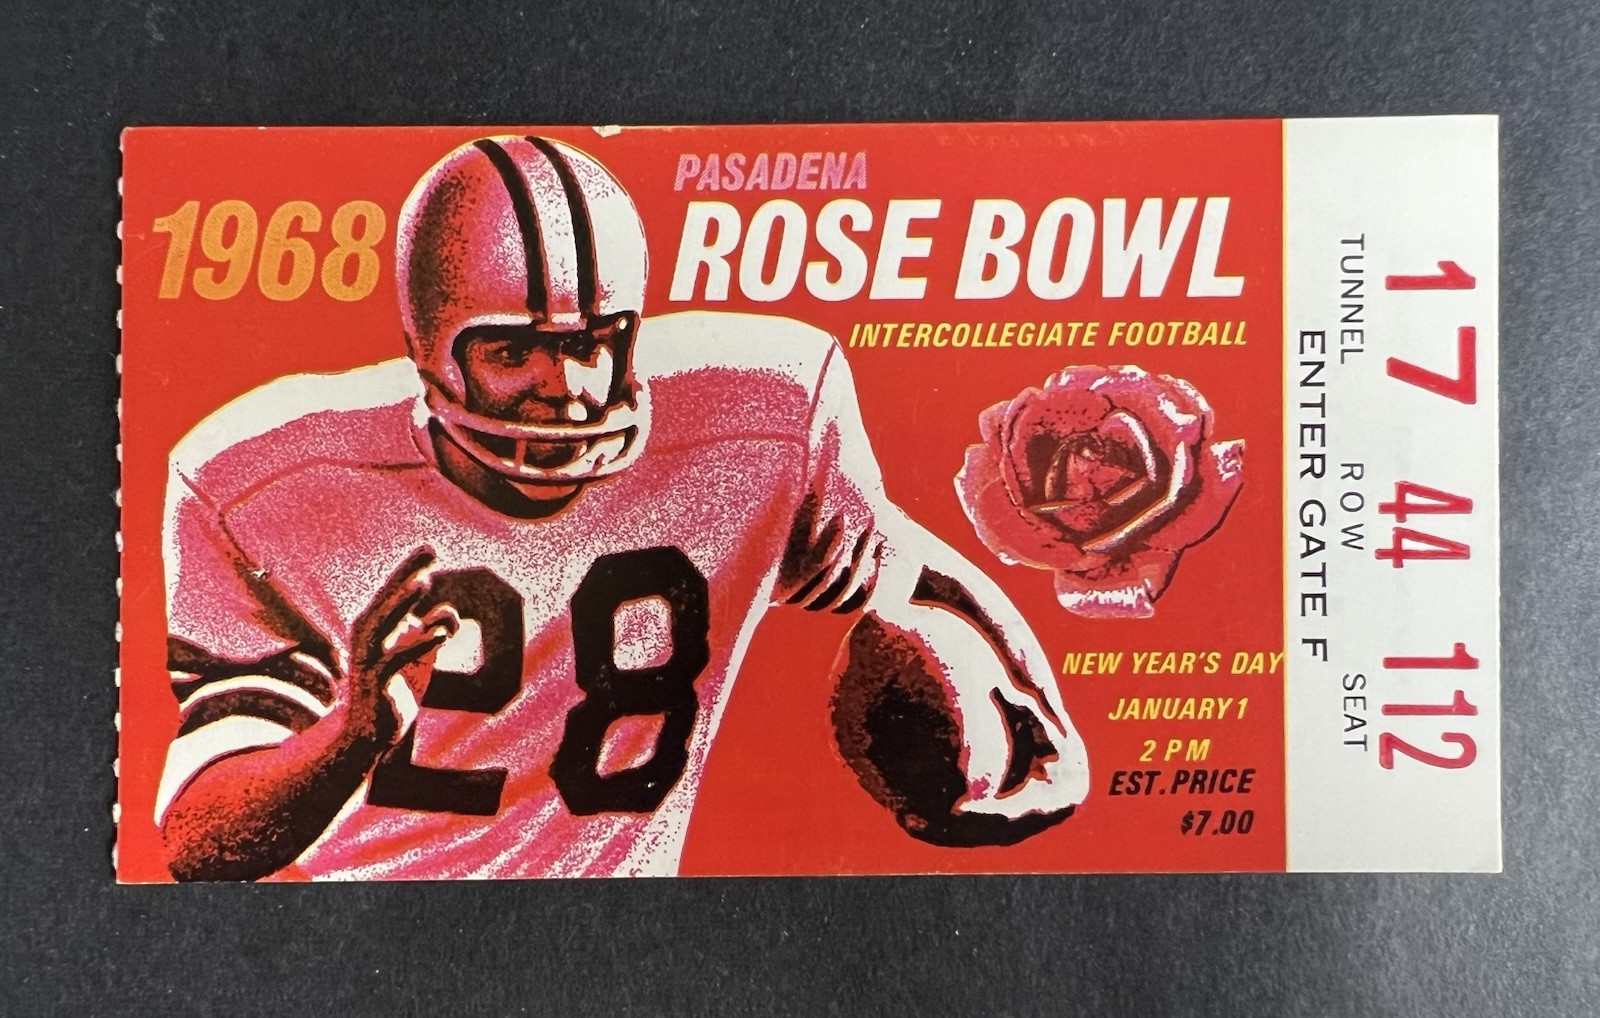 1968
PASADENA
ROSE BOWL
INTERCOLLEGIATE FOOTBALL
28
NEW YEAR'S DAY
JANUARY 1
2 PM
EST. PRICE
$7.00
17 44 112
TUNNEL ROW SEAT
ENTER GATE F